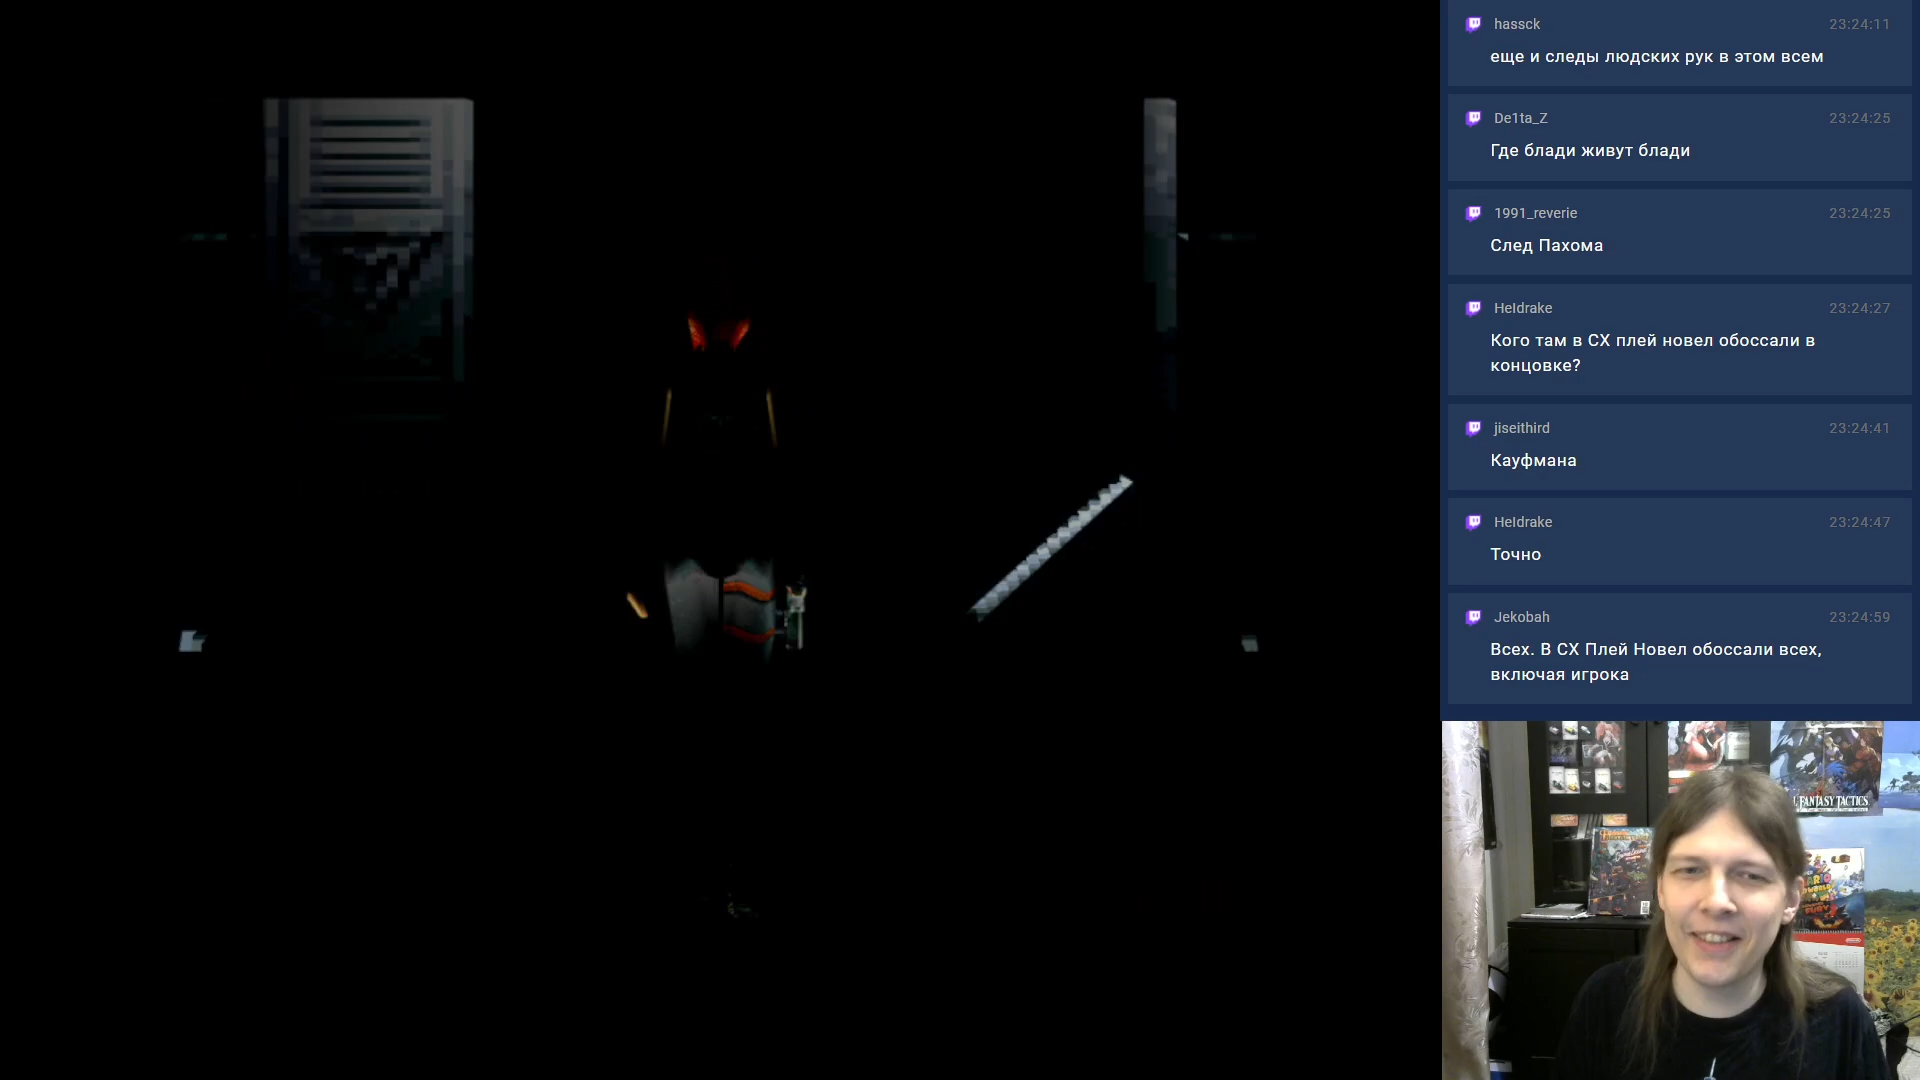 hassck
23:24:11
еще и следы людских рук в этом всем
De1ta_Z
23:24:25
Где блади живут блади
1991_reverie
23:24:25
След Пахома
HeIdrake
23:24:27
Кого там в СХ плей новел обоссали в
концовке?
jiseithird
23:24:41
Кауфмана
HeIdrake
23:24:47
Точно
Jekobah
23:24:59
Всех. В СХ Плей Новел обоссали всех,
включая игрока
FANTASY TACTICS